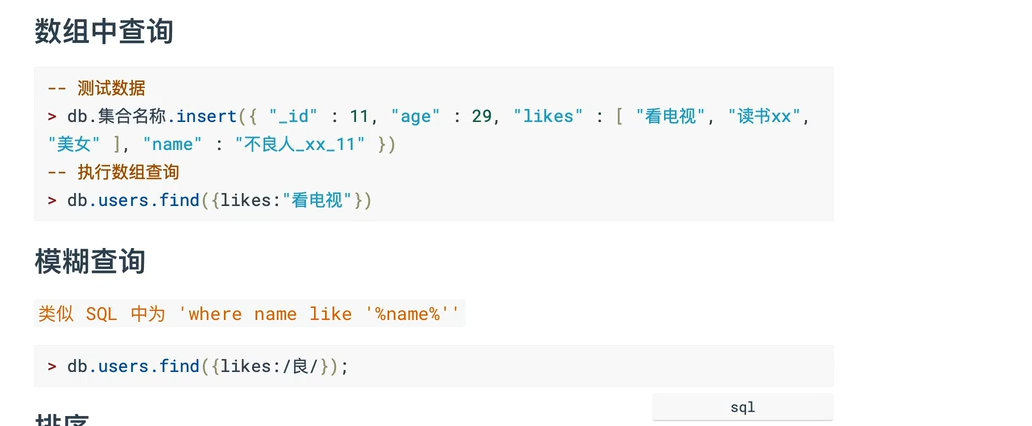 数组中查询
-- 测试数据
> db.集合名称.insert({ "_id" : 11, "age" : 29, "likes" : [ "看电视", "读书xx",
"美女" ], "name" : "不良人_xx_11" })
-- 执行数组查询
> db.users.find({likes:"看电视"})
模糊查询
类似 SQL 中为 'where name like '%name%''
> db.users.find({likes:/良/});
排序
sql